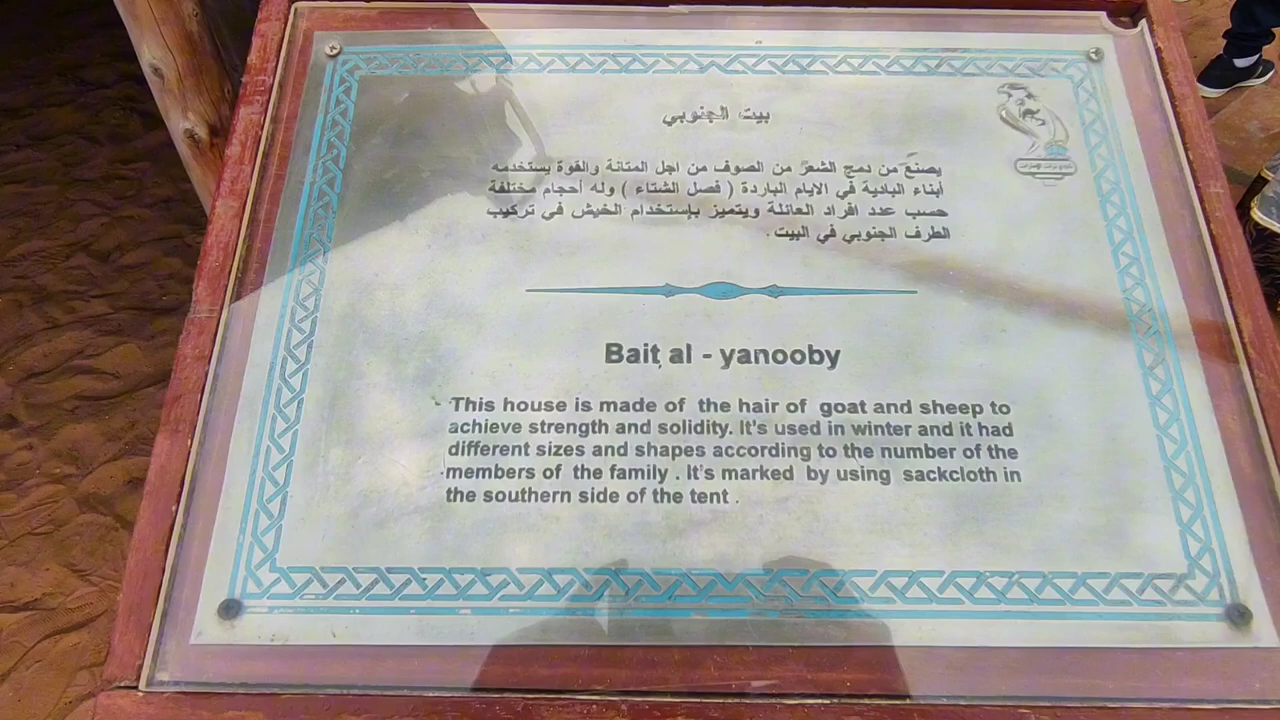 بيت الجنوبي
يصنع من دمج الشعر من الصوف من اجل المتانة والقوة يستخدمه
أبناء البادية في الايام الباردة ( فصل الشتاء ) وله أحجام مختلفة
حسب عدد افراد العائلة ويتميز بإستخدام الخيش في تركيب
الطرف الجنوبي في البيت .
Bait al - yanooby
This house is made of the hair of goat and sheep to
achieve strength and solidity. It's used in winter and it had
different sizes and shapes according to the number of the
members of the family . It's marked by using sackcloth in
the southern side of the tent .